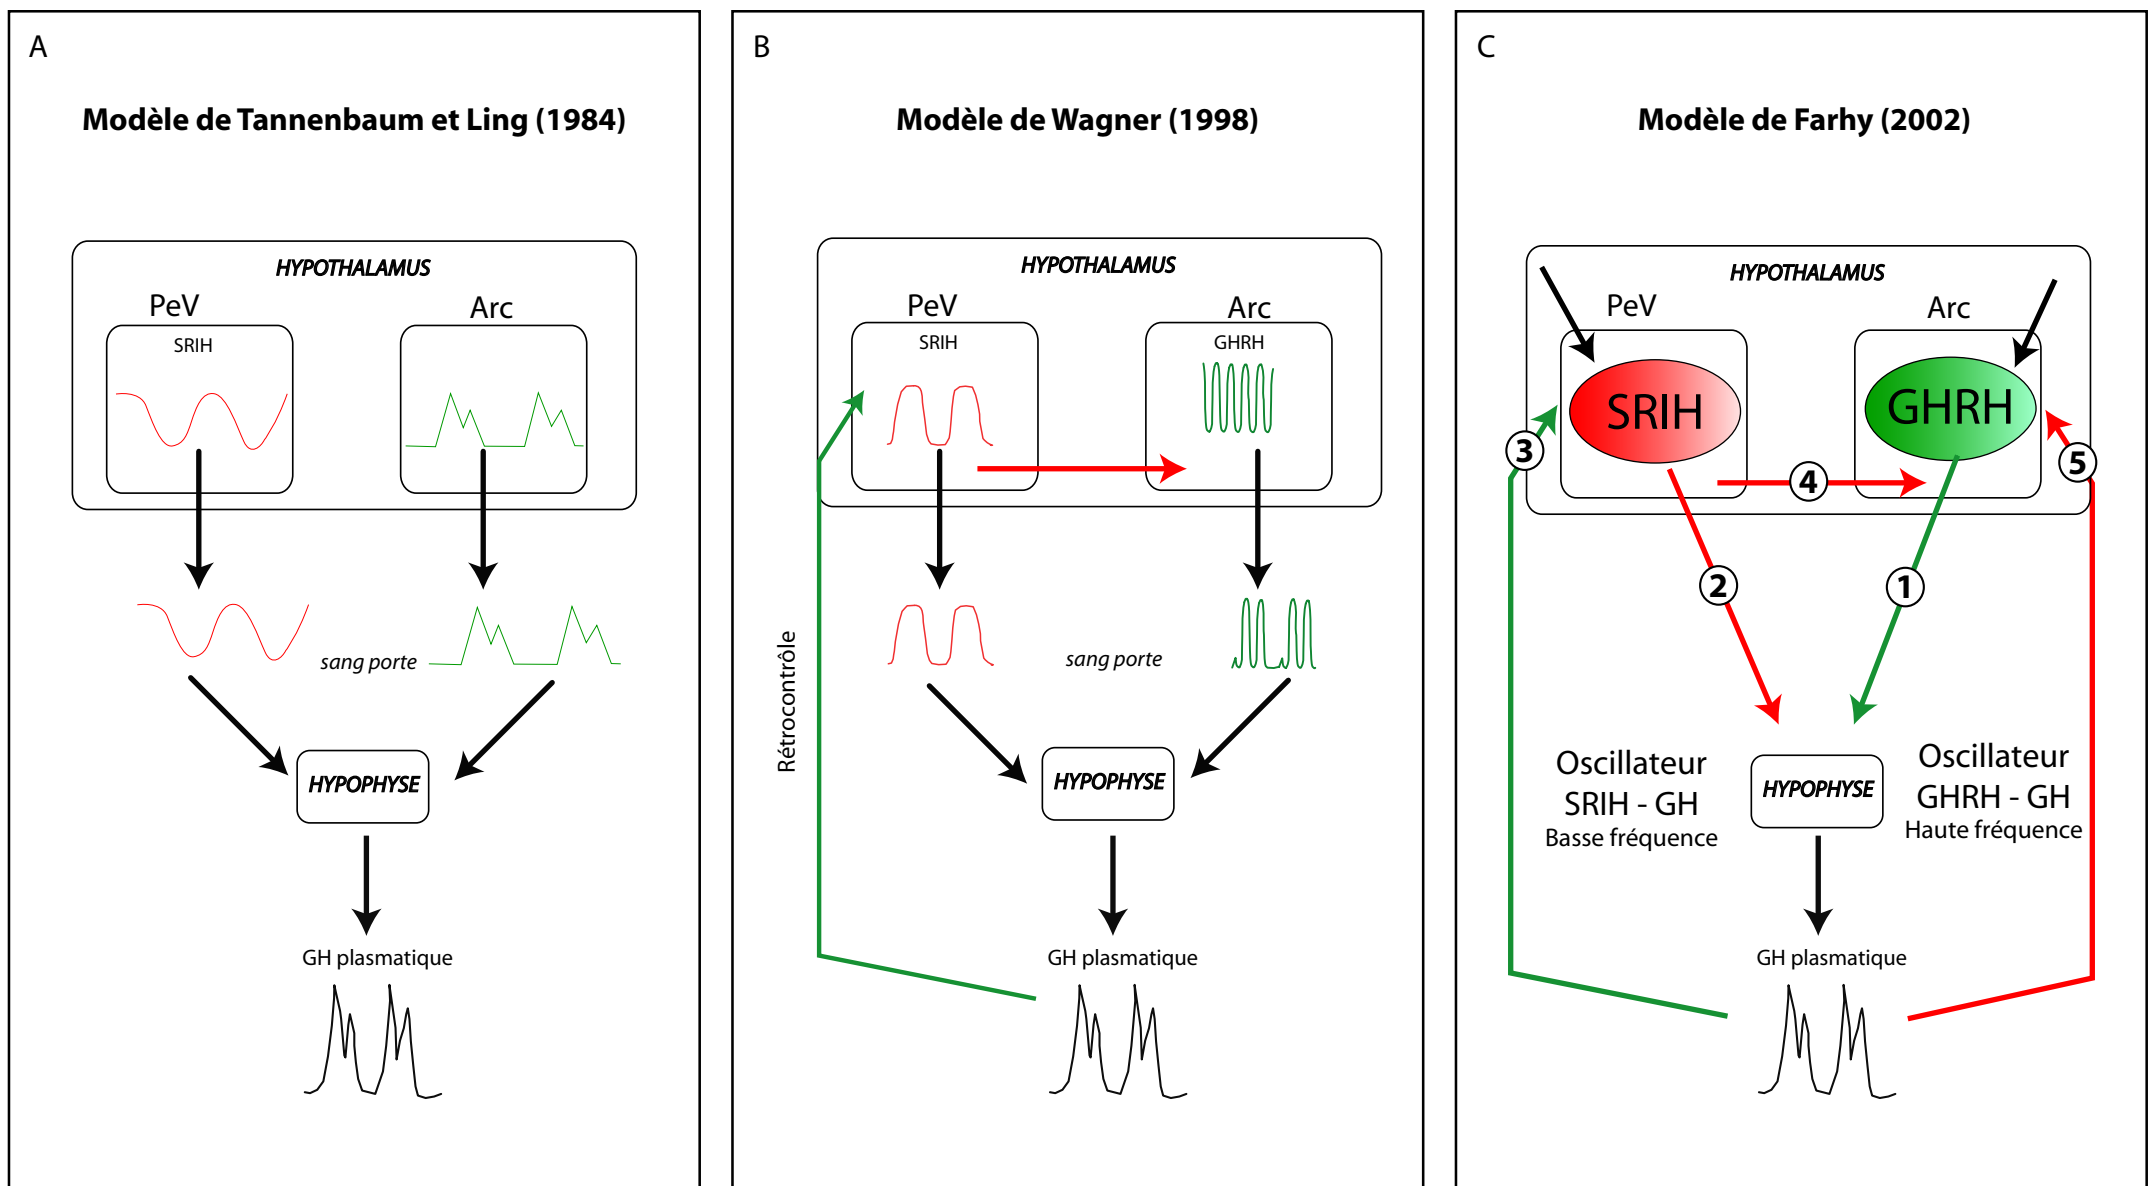 A
Modèle de Tannenbaum et Ling (1984)
HYPOTHALAMUS
PeV
Arc
SRIH
sang porte
HYPOPHYSE
GH plasmatique
B
Modèle de Wagner (1998)
HYPOTHALAMUS
PeV
Arc
SRIH
GHRH
Rétrocontrôle
sang porte
HYPOPHYSE
GH plasmatique
C
Modèle de Farhy (2002)
HYPOTHALAMUS
PeV
Arc
SRIH
GHRH
3
4
5
2
1
Oscillateur
SRIH - GH
Basse fréquence
HYPOPHYSE
Oscillateur
GHRH - GH
Haute fréquence
GH plasmatique